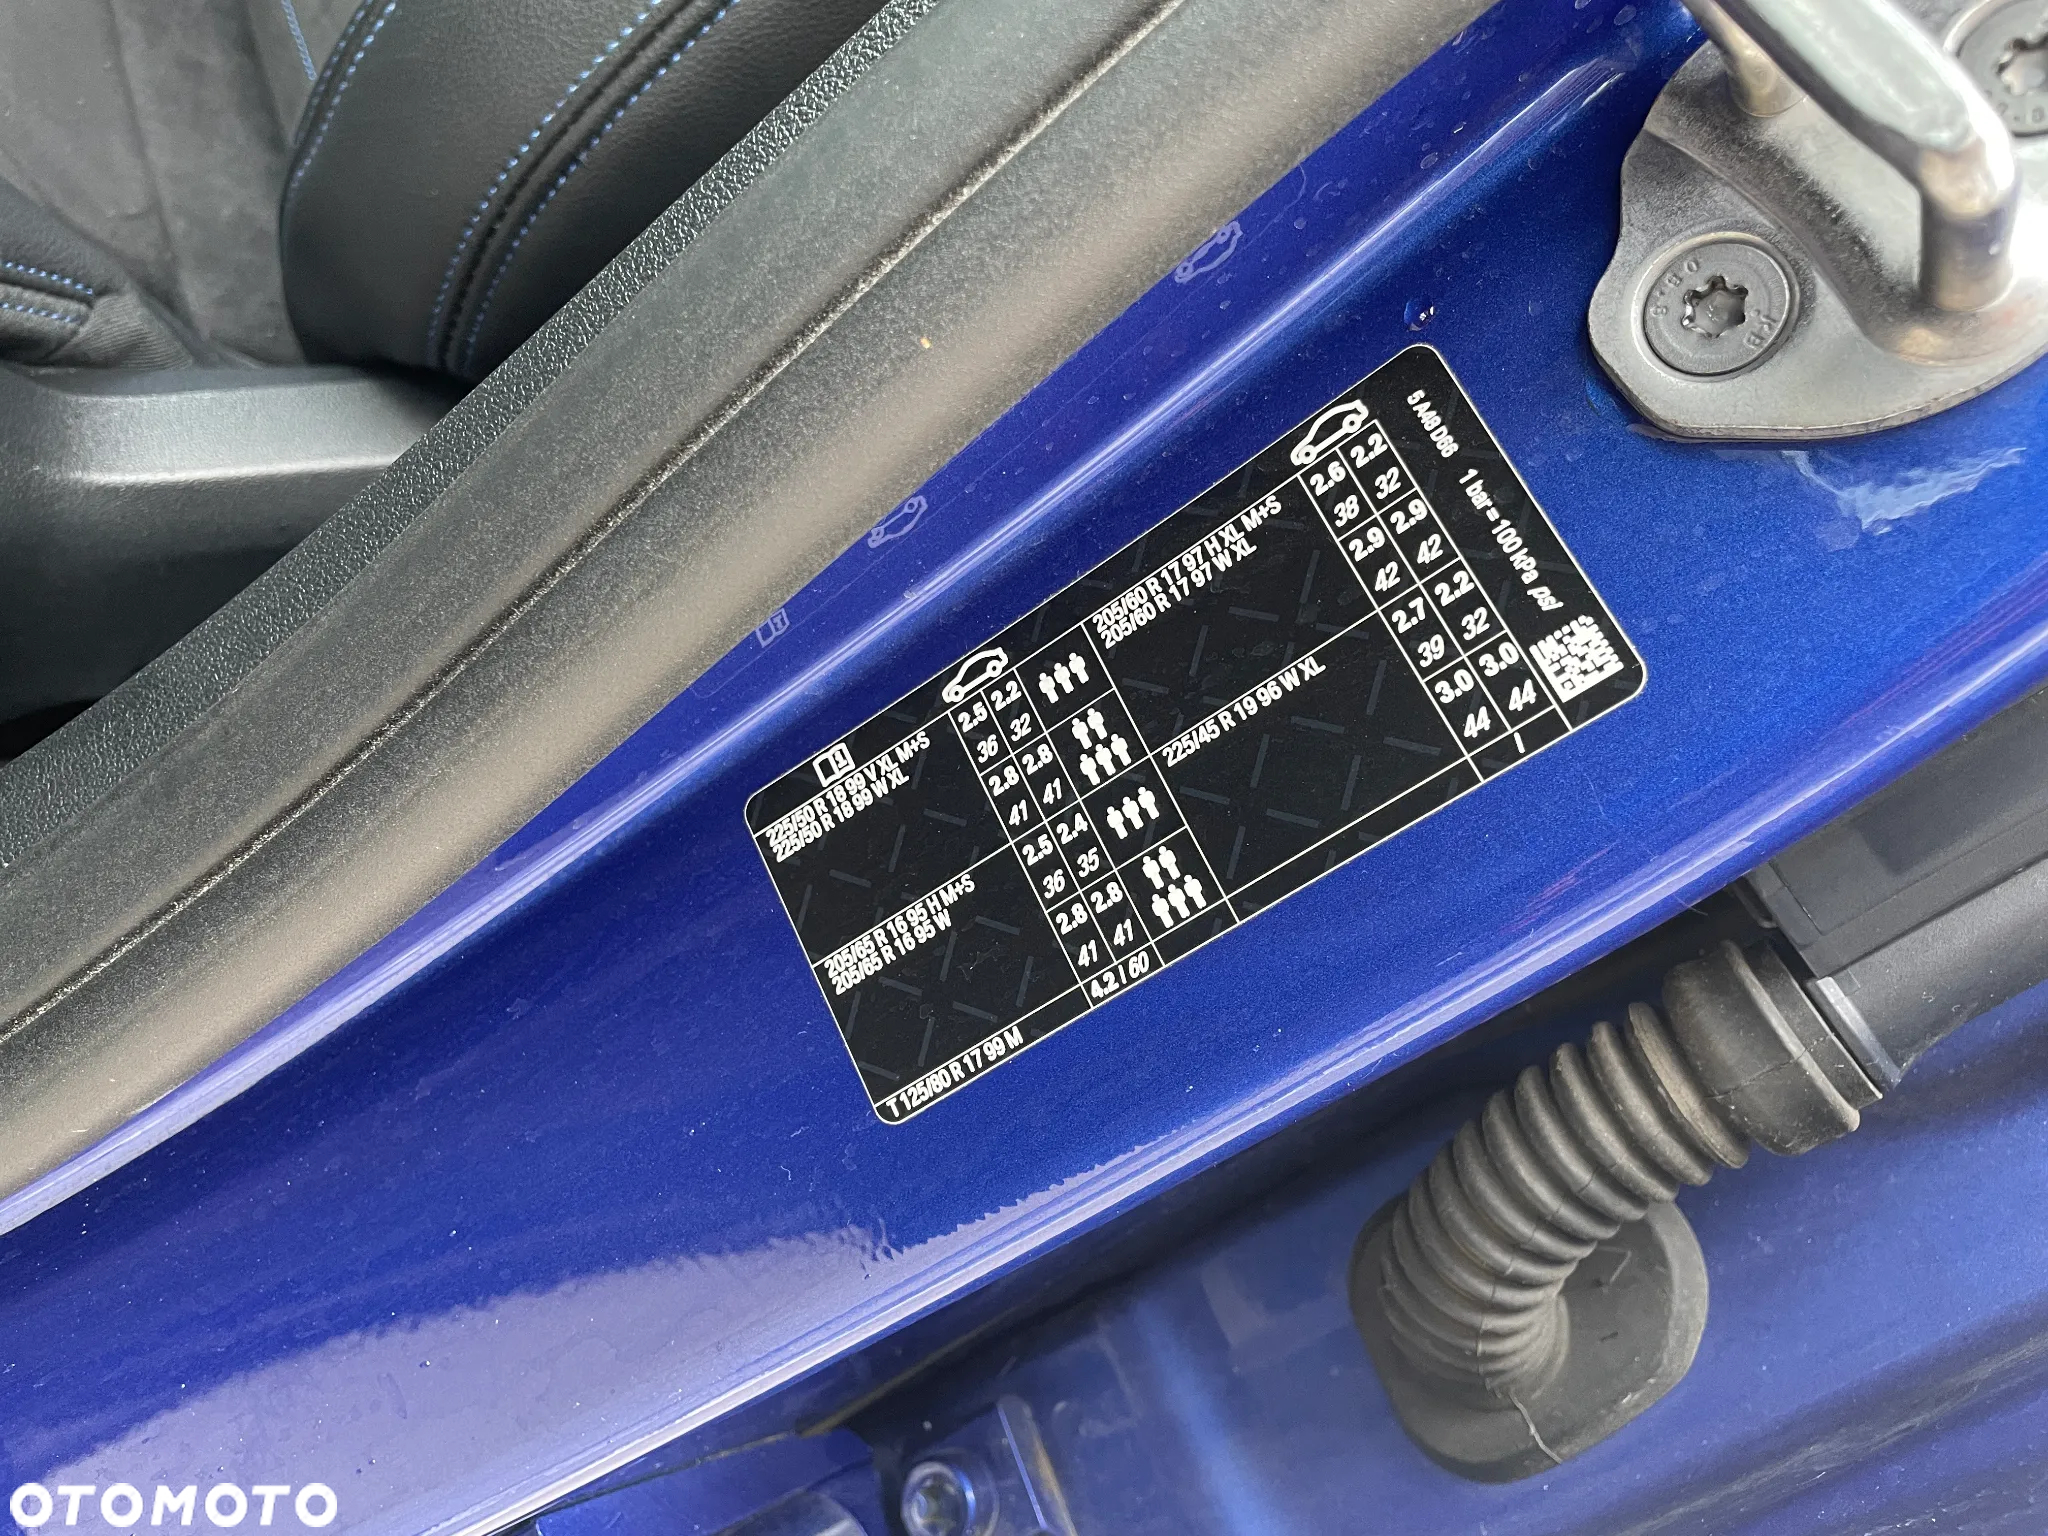 5 A49 D66 1 bar = 100 kPa psi
225/50 R 18 99 V XL M+S
225/50 R 18 99 W XL
2.5 2.2
36 32
2.8 2.8
41 41
205/65 R 16 95 H M+S
205/65 R 16 95 W
2.5 2.4
36 35
2.8 2.8
41 41
T 125/80 R 17 99 M
4.2 / 60
205/60 R 17 97 H XL M+S
205/60 R 17 97 W XL
2.6 2.2
38 32
2.9 2.9
42 42
225/45 R 19 96 W XL
2.7 2.2
39 32
3.0 3.0
44 44
/
OTOMOTO